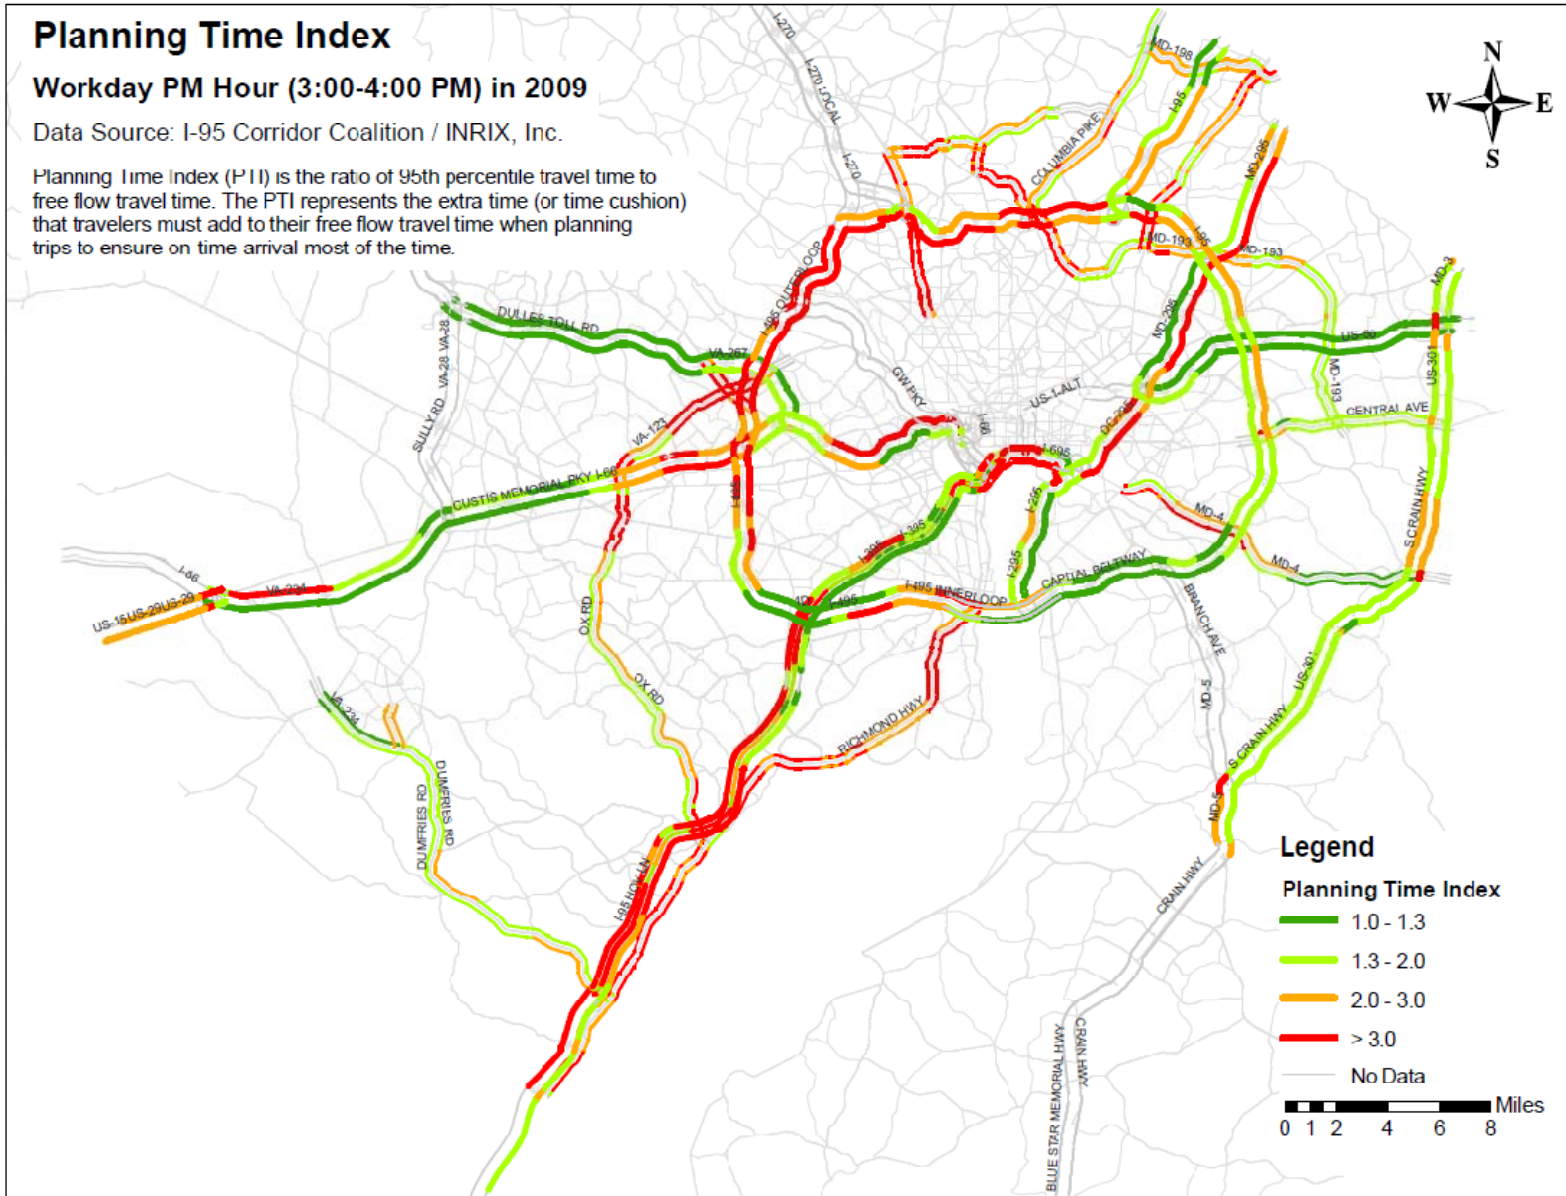 Planning Time Index
Workday PM Hour (3:00-4:00 PM) in 2009
Data Source: I-95 Corridor Coalition / INRIX, Inc.
Planning Time Index (PTI) is the ratio of 95th percentile travel time to
free flow travel time. The PTI represents the extra time (or time cushion)
that travelers must add to their free flow travel time when planning
trips to ensure on time arrival most of the time.
N
W
E
S
I-270
I-270 LOCAL
I-270
MD-198
I-95
COLUMBIA PIKE
MD-295
I-95
MD-193
MD-193
MD-3
I-495 OUTERLOOP
DULLES TOLL RD
VA-28
VA-28
VA-267
MD-295
US-50
US-301
GW PKY
US-1-ALT
MD-193
CENTRAL AVE
SULLY RD
VA-123
I-66
DC-295
I-695
CUSTIS MEMORIAL PKY I-66
I-495
I-295
MD-4
S CRAIN HWY
I-395
I-395
I-66
VA-234
I-295
CAPITAL BELTWAY
MD-4
US-15
US-29
US-29
I-495
I-495 INNERLOOP
OX RD
BRANCH AVE
US-301
OX RD
MD-5
VA-234
RICHMOND HWY
S CRAIN HWY
DUMFRIES RD
DUMFRIES RD
MD-5
I-95 HOV LN
CRAIN HWY
BLUE STAR MEMORIAL HWY
CRAIN HWY
Legend
Planning Time Index
1.0 - 1.3
1.3 - 2.0
2.0 - 3.0
> 3.0
No Data
Miles
0 1 2 4 6 8